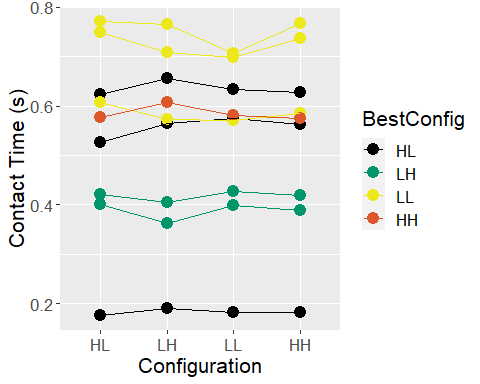 0.8
0.6
0.4
0.2
Contact Time (s)
HL LH LL HH
Configuration
BestConfig
HL
LH
LL
HH